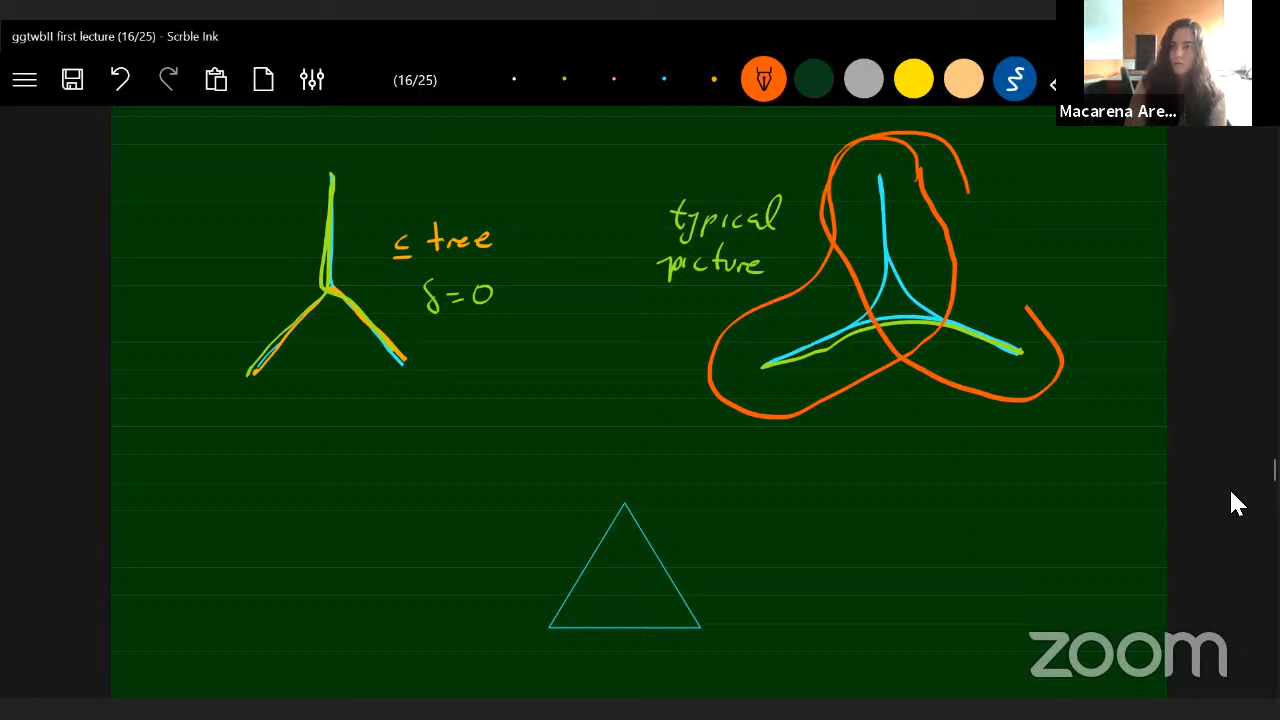 ggtwbII first lecture (16/25) - Scrble Ink
(16/25)
Macarena Are...
⊆ tree
δ = 0
typical
picture
zoom